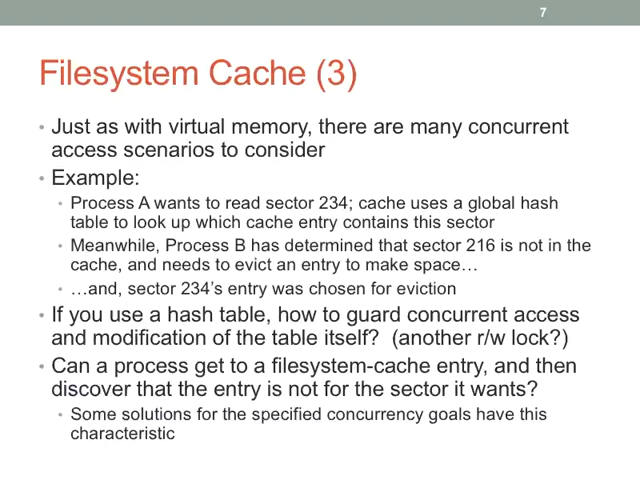 7
Filesystem Cache (3)
• Just as with virtual memory, there are many concurrent
access scenarios to consider
• Example:
• Process A wants to read sector 234; cache uses a global hash
table to look up which cache entry contains this sector
• Meanwhile, Process B has determined that sector 216 is not in the
cache, and needs to evict an entry to make space…
• …and, sector 234’s entry was chosen for eviction
• If you use a hash table, how to guard concurrent access
and modification of the table itself?  (another r/w lock?)
• Can a process get to a filesystem-cache entry, and then
discover that the entry is not for the sector it wants?
• Some solutions for the specified concurrency goals have this
characteristic